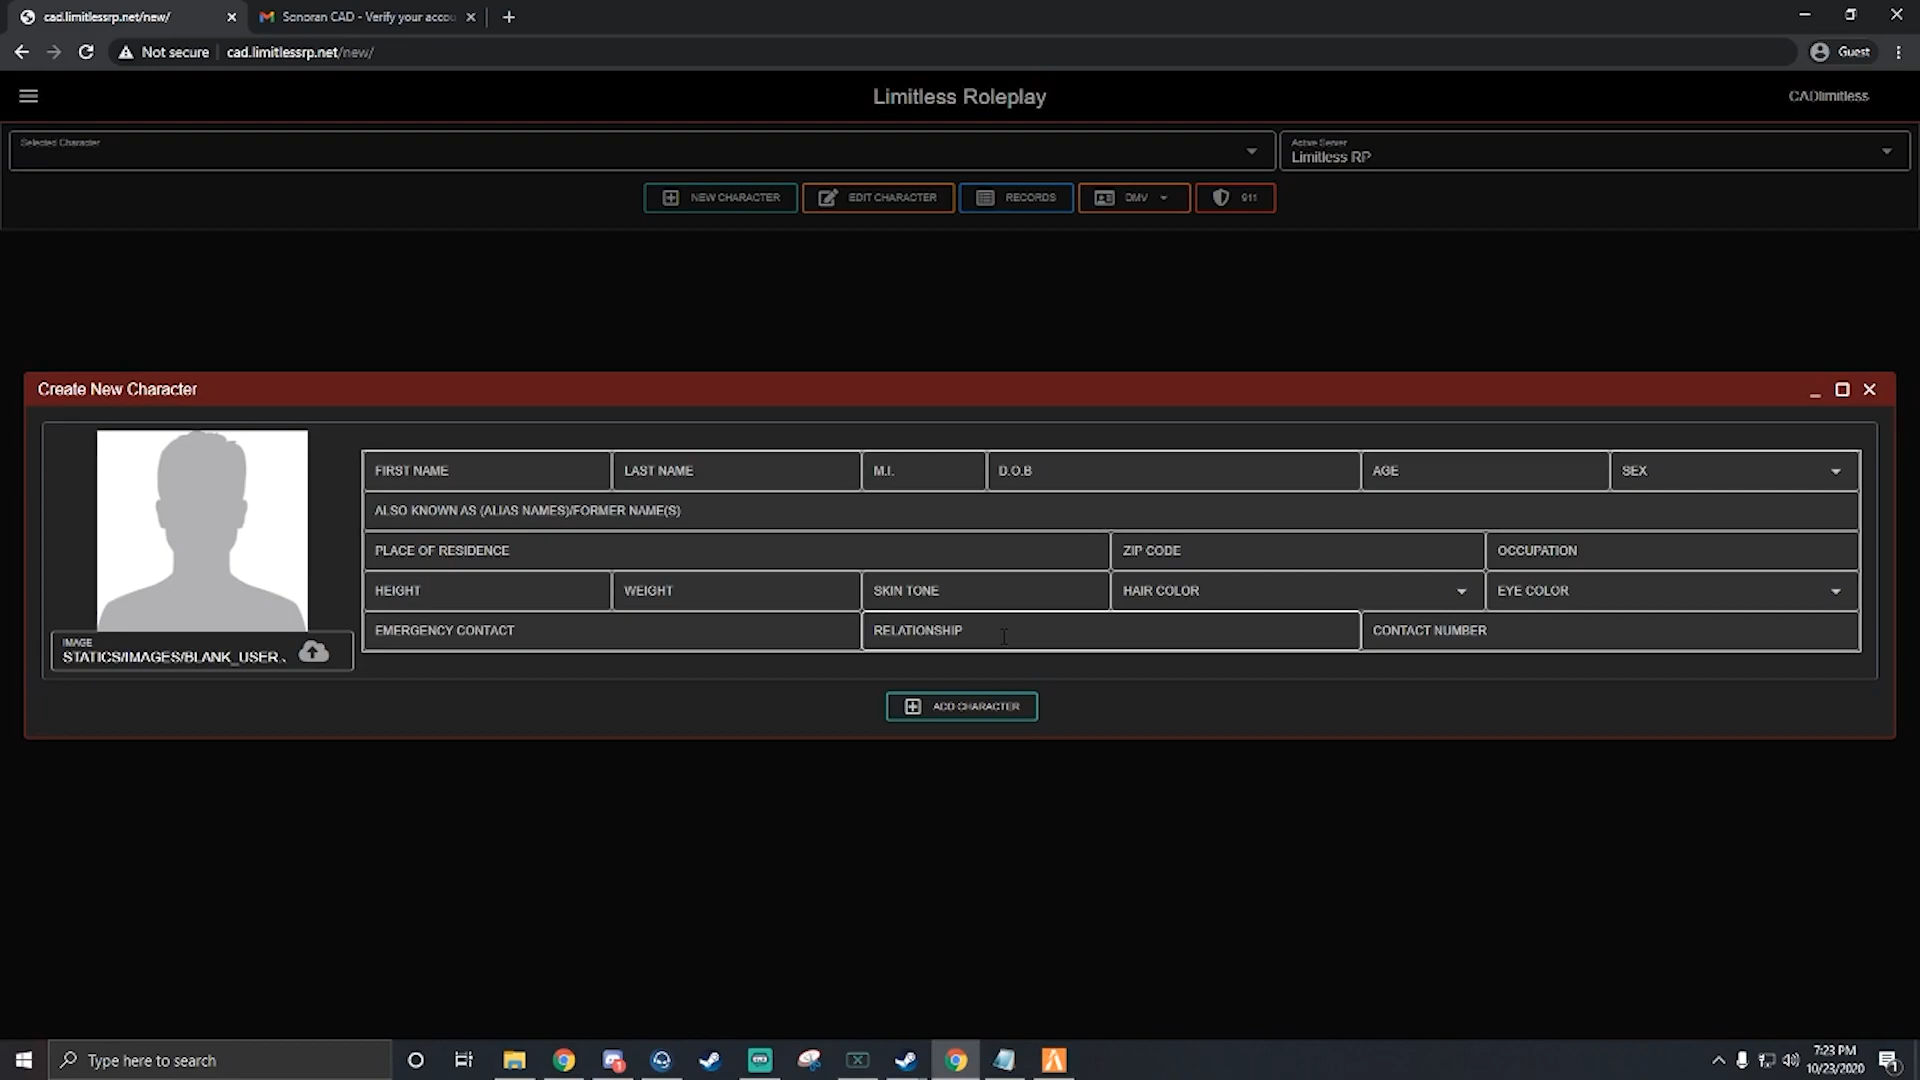 cad.limitlessrp.net/new/
Sonoran CAD - Verify your accou
Not secure
cad.limitlessrp.net/new/
Guest
Limitless Roleplay
CADlimitless
Selected Character
Active Server
Limitless RP
NEW CHARACTER
EDIT CHARACTER
RECORDS
DMV
911
Create New Character
FIRST NAME
LAST NAME
M.I.
D.O.B
AGE
SEX
ALSO KNOWN AS (ALIAS NAMES)/FORMER NAME(S)
PLACE OF RESIDENCE
ZIP CODE
OCCUPATION
HEIGHT
WEIGHT
SKIN TONE
HAIR COLOR
EYE COLOR
EMERGENCY CONTACT
RELATIONSHIP
CONTACT NUMBER
IMAGE
STATICS/IMAGES/BLANK_USER.
ADD CHARACTER
Type here to search
7:23 PM
10/23/2020